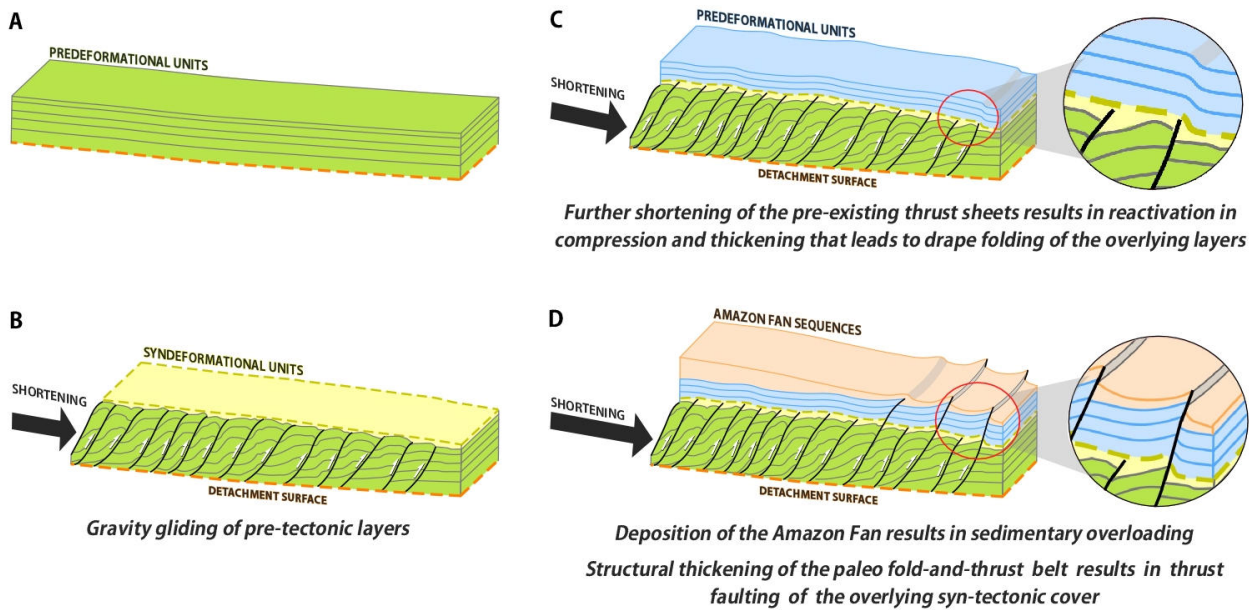 A
PREDEFORMATIONAL UNITS
B
SYNDEFORMATIONAL UNITS
SHORTENING
DETACHMENT SURFACE
Gravity gliding of pre-tectonic layers
C
PREDEFORMATIONAL UNITS
SHORTENING
DETACHMENT SURFACE
Further shortening of the pre-existing thrust sheets results in reactivation in
compression and thickening that leads to drape folding of the overlying layers
D
AMAZON FAN SEQUENCES
SHORTENING
DETACHMENT SURFACE
Deposition of the Amazon Fan results in sedimentary overloading
Structural thickening of the paleo fold-and-thrust belt results in thrust
faulting of the overlying syn-tectonic cover